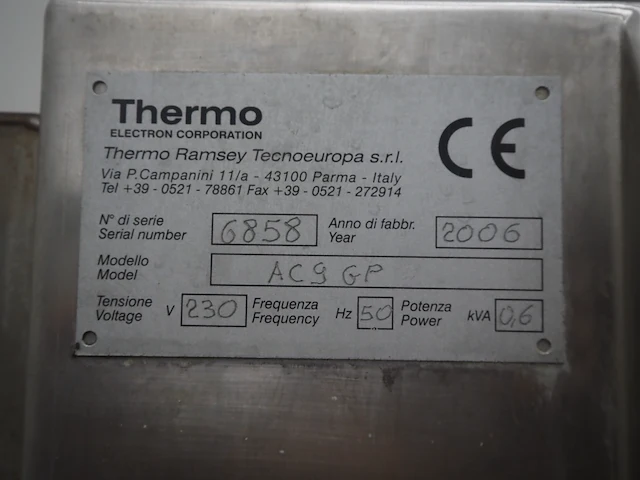 Thermo
ELECTRON CORPORATION
Thermo Ramsey Tecnoeuropa s.r.l.
Via P.Campanini 11/a - 43100 Parma - Italy
Tel +39 - 0521 - 78861 Fax +39 - 0521 - 272914
CE
N° di serie
Serial number
6858
Anno di fabbr.
Year
2006
Modello
Model
AC9 GP
Tensione
Voltage
V 230
Frequenza
Frequency
Hz 50
Potenza
Power
kVA 0,6